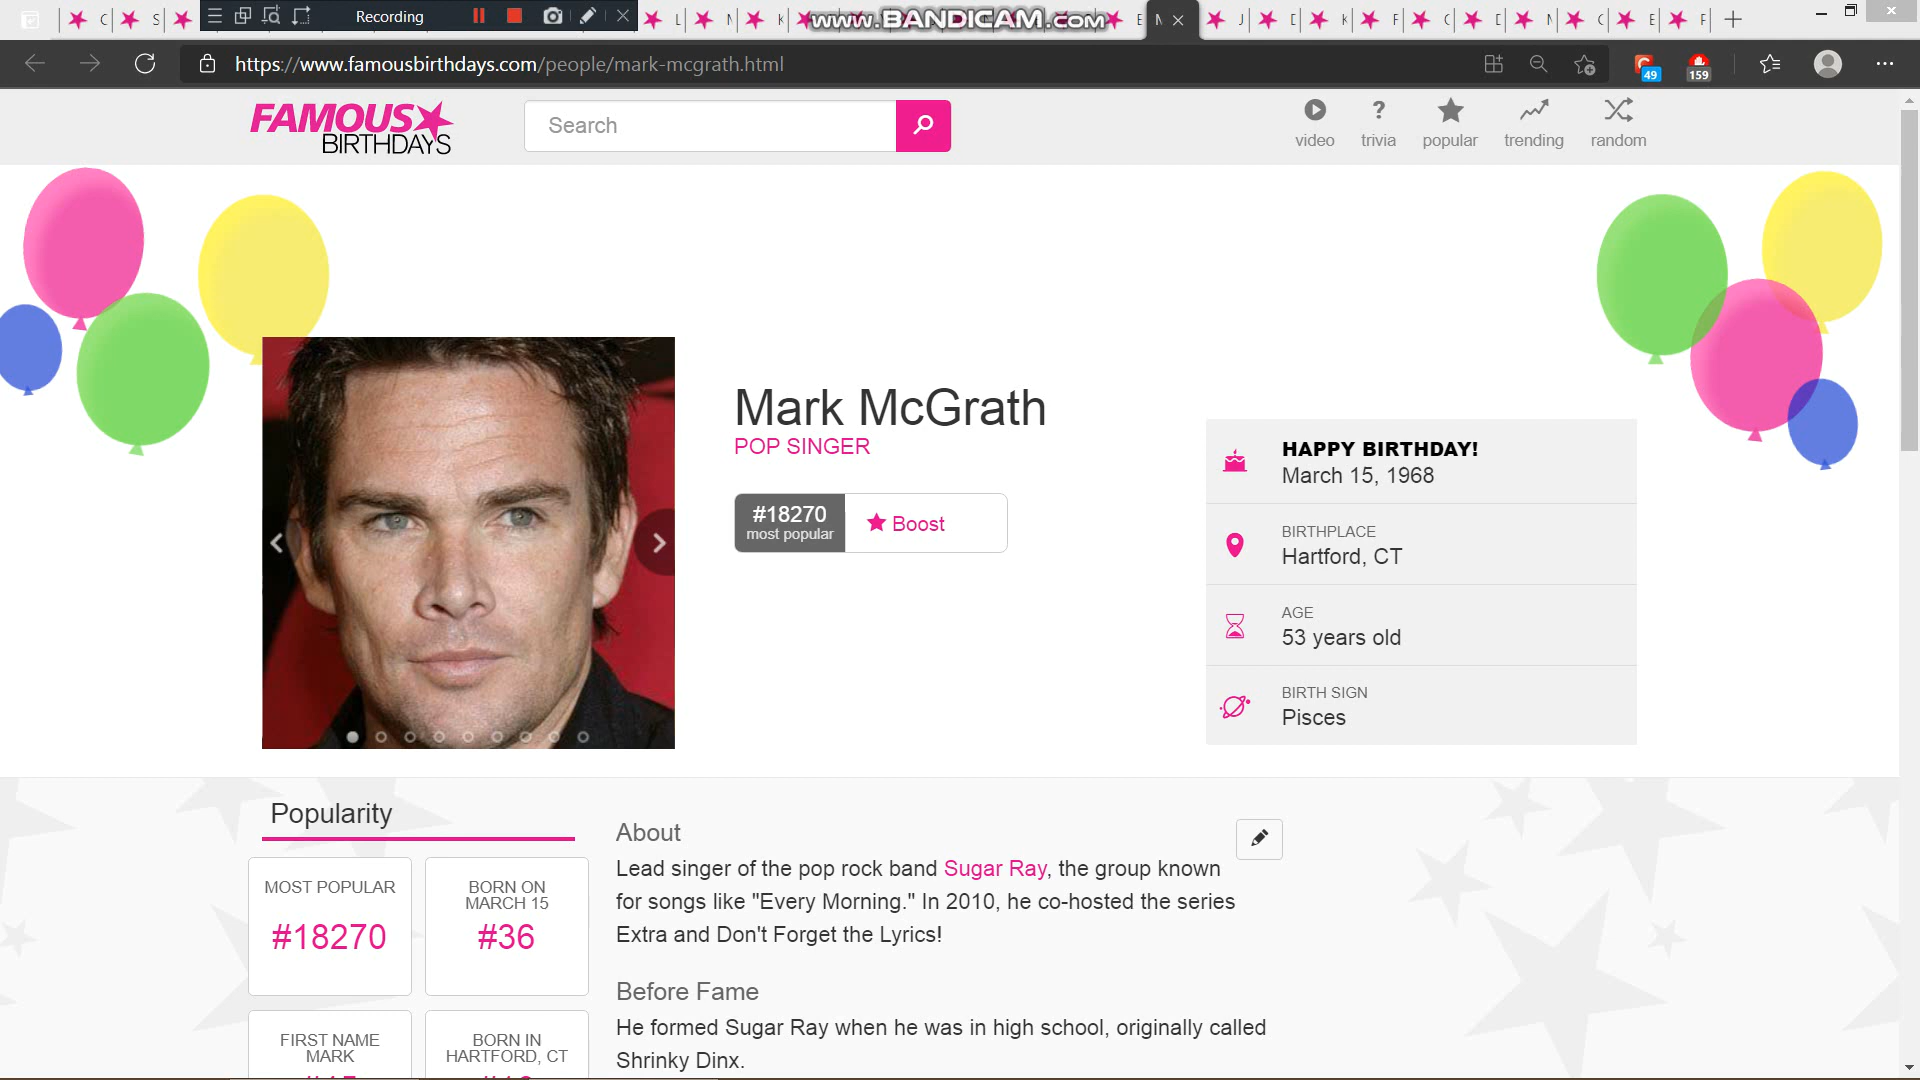 Recording
www.BANDICAM.com
https://www.famousbirthdays.com/people/mark-mcgrath.html
49
159
FAMOUS
BIRTHDAYS
Search
video
trivia
popular
trending
random
Mark McGrath
POP SINGER
#18270
most popular
Boost
HAPPY BIRTHDAY!
March 15, 1968
BIRTHPLACE
Hartford, CT
AGE
53 years old
BIRTH SIGN
Pisces
Popularity
MOST POPULAR
#18270
BORN ON
MARCH 15
#36
FIRST NAME
MARK
BORN IN
HARTFORD, CT
About
Lead singer of the pop rock band Sugar Ray, the group known
for songs like "Every Morning." In 2010, he co-hosted the series
Extra and Don't Forget the Lyrics!
Before Fame
He formed Sugar Ray when he was in high school, originally called
Shrinky Dinx.